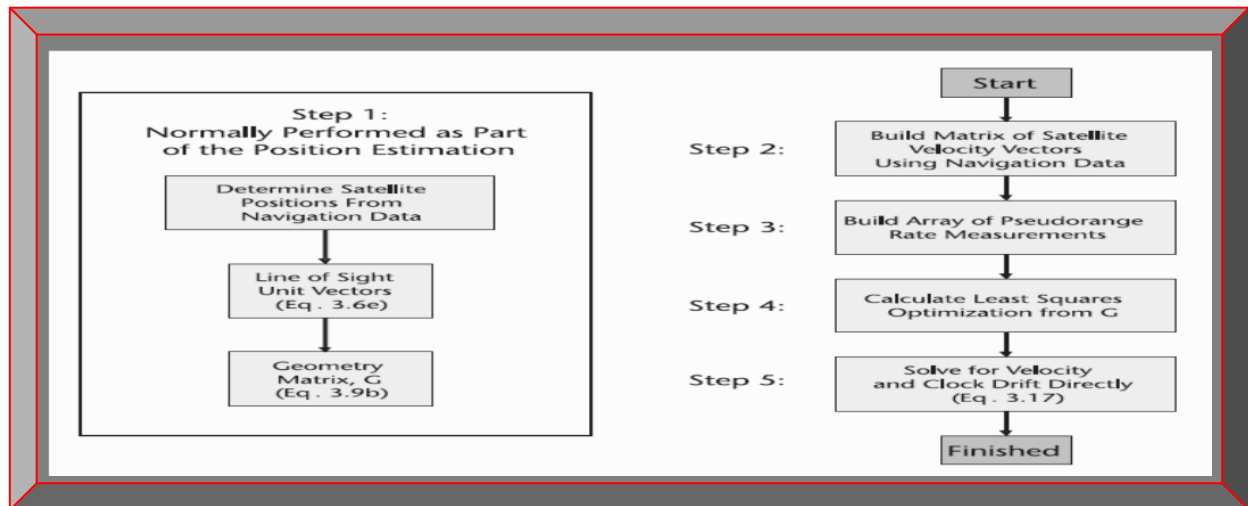 Step 1:
Normally Performed as Part
of the Position Estimation
Determine Satellite
Positions From
Navigation Data
Line of Sight
Unit Vectors
(Eq. 3.6e)
Geometry
Matrix, G
(Eq. 3.9b)
Start
Step 2:
Build Matrix of Satellite
Velocity Vectors
Using Navigation Data
Step 3:
Build Array of Pseudorange
Rate Measurements
Step 4:
Calculate Least Squares
Optimization from G
Step 5:
Solve for Velocity
and Clock Drift Directly
(Eq. 3.17)
Finished